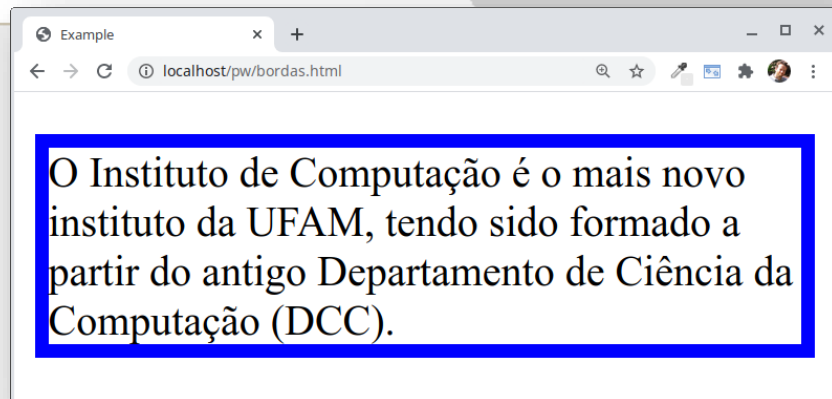 Example
localhost/pw/bordas.html
O Instituto de Computação é o mais novo
instituto da UFAM, tendo sido formado a
partir do antigo Departamento de Ciência da
Computação (DCC).